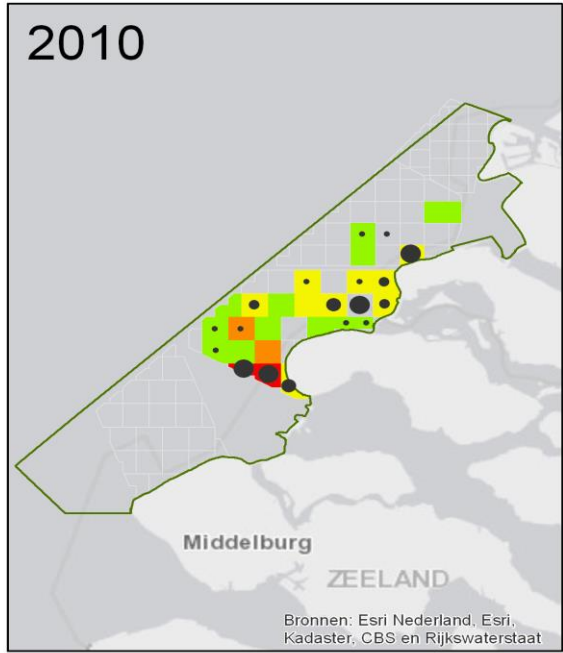 2010
Middelburg
ZEELAND
Bronnen: Esri Nederland, Esri,
Kadaster, CBS en Rijkswaterstaat